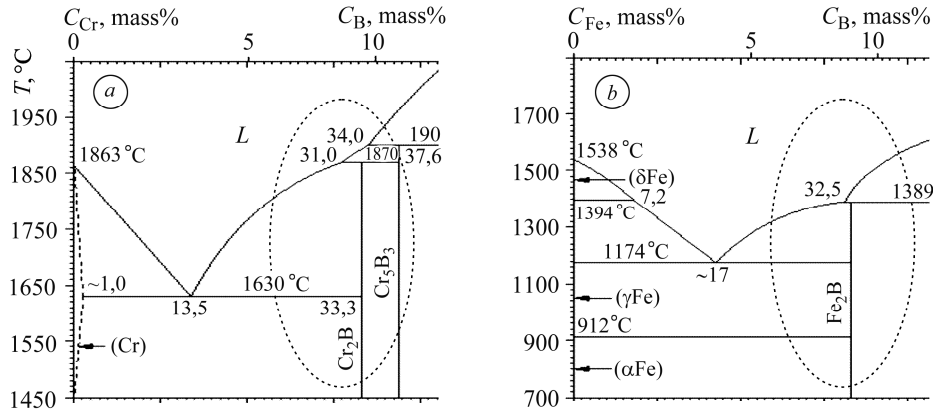 C_Cr, mass% C_B, mass%
0 5 10
T, °C
a
1950
L
34,0 190
1863 °C
31,0 1870 37,6
1850
1750
Cr5B3
~1,0 1630 °C
1650
13,5 33,3
Cr2B
(Cr)
1550
1450
C_Fe, mass% C_B, mass%
0 5 10
b
1700
L
1538 °C
1500
(δFe)
7,2 32,5 1389
1394 °C
1300
1174 °C
~17
1100
(γFe)
Fe2B
912 °C
900
(αFe)
700